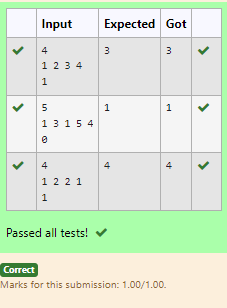 Input Expected Got
4 3 3
1 2 3 4
1
5 1 1
1 3 1 5 4
0
4 4 4
1 2 2 1
1
Passed all tests!
Correct
Marks for this submission: 1.00/1.00.